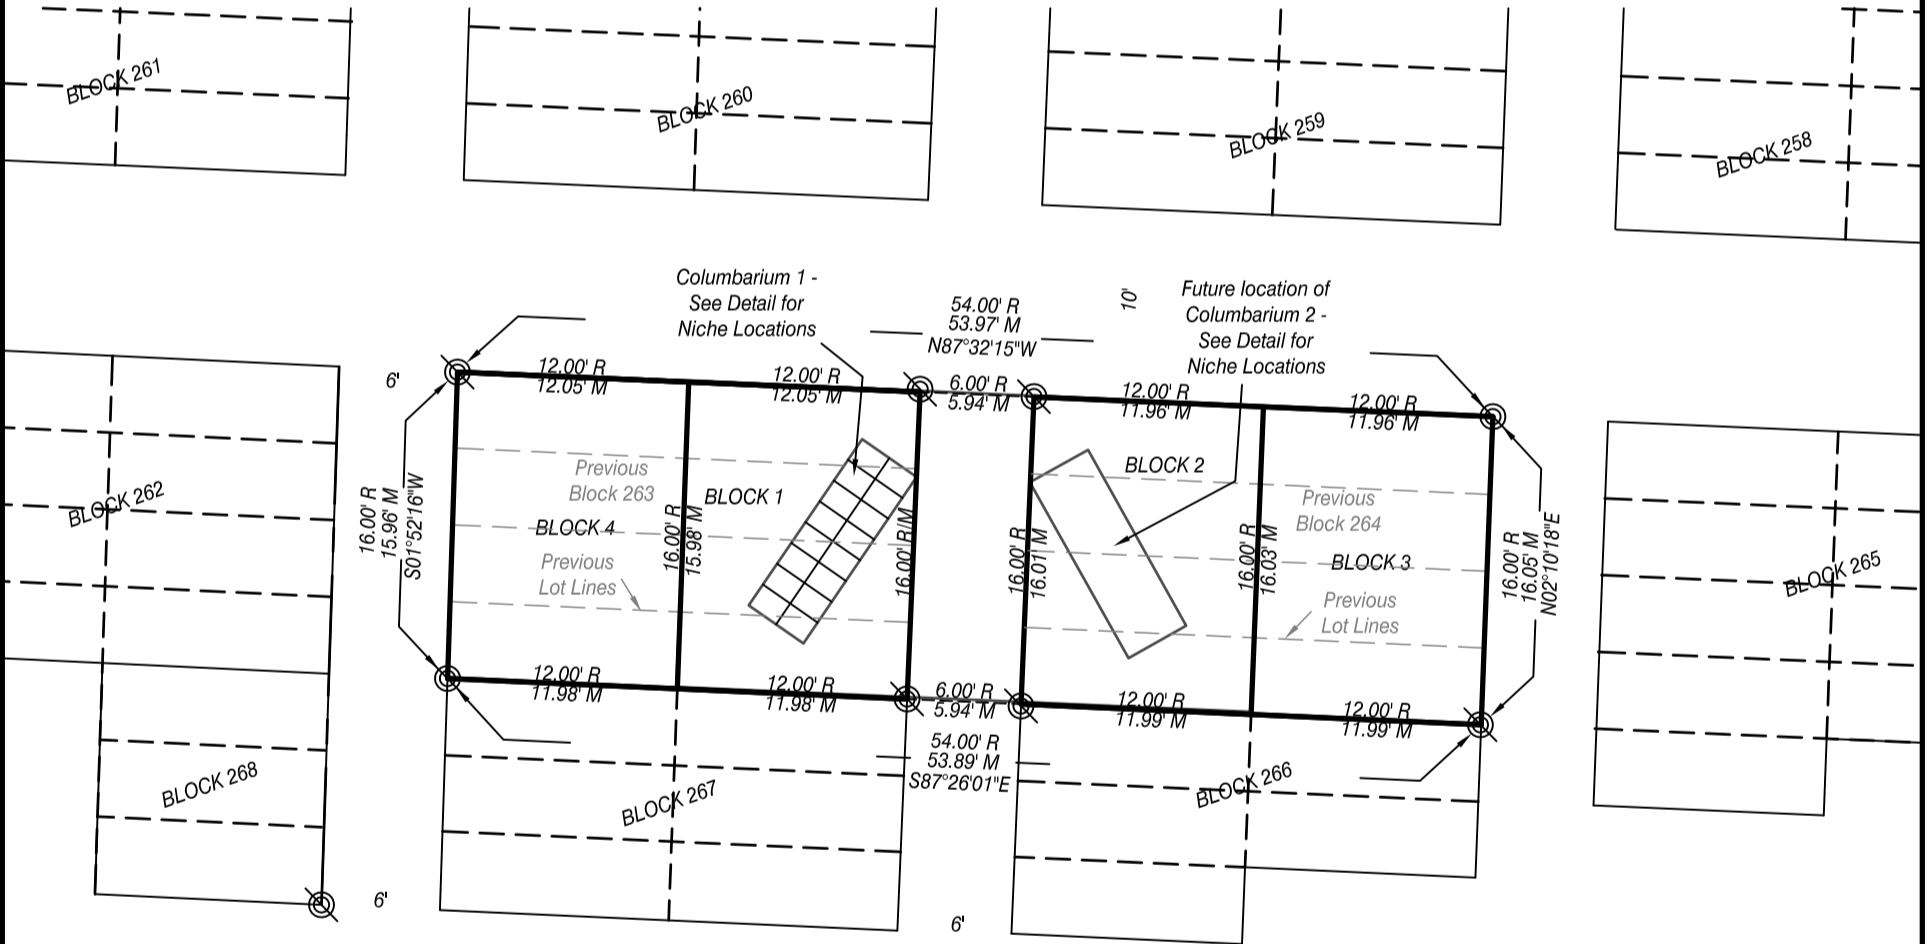 BLOCK 261
BLOCK 260
BLOCK 259
BLOCK 258
Columbarium 1 -
See Detail for
Niche Locations
54.00' R
53.97' M
N87°32'15"W
10'
Future location of
Columbarium 2 -
See Detail for
Niche Locations
6'
12.00' R
12.05' M
12.00' R
12.05' M
6.00' R
5.94' M
12.00' R
11.96' M
12.00' R
11.96' M
BLOCK 262
16.00' R
15.96' M
S01°52'16"W
Previous
Block 263
BLOCK 4
Previous
Lot Lines
16.00' R
15.98' M
BLOCK 1
16.00' R/M
16.00' R
16.01' M
BLOCK 2
16.00' R
16.03' M
Previous
Block 264
BLOCK 3
Previous
Lot Lines
16.00' R
16.05' M
N02°10'18"E
BLOCK 265
12.00' R
11.98' M
12.00' R
11.98' M
6.00' R
5.94' M
12.00' R
11.99' M
12.00' R
11.99' M
54.00' R
53.89' M
S87°26'01"E
BLOCK 268
BLOCK 267
BLOCK 266
6'
6'